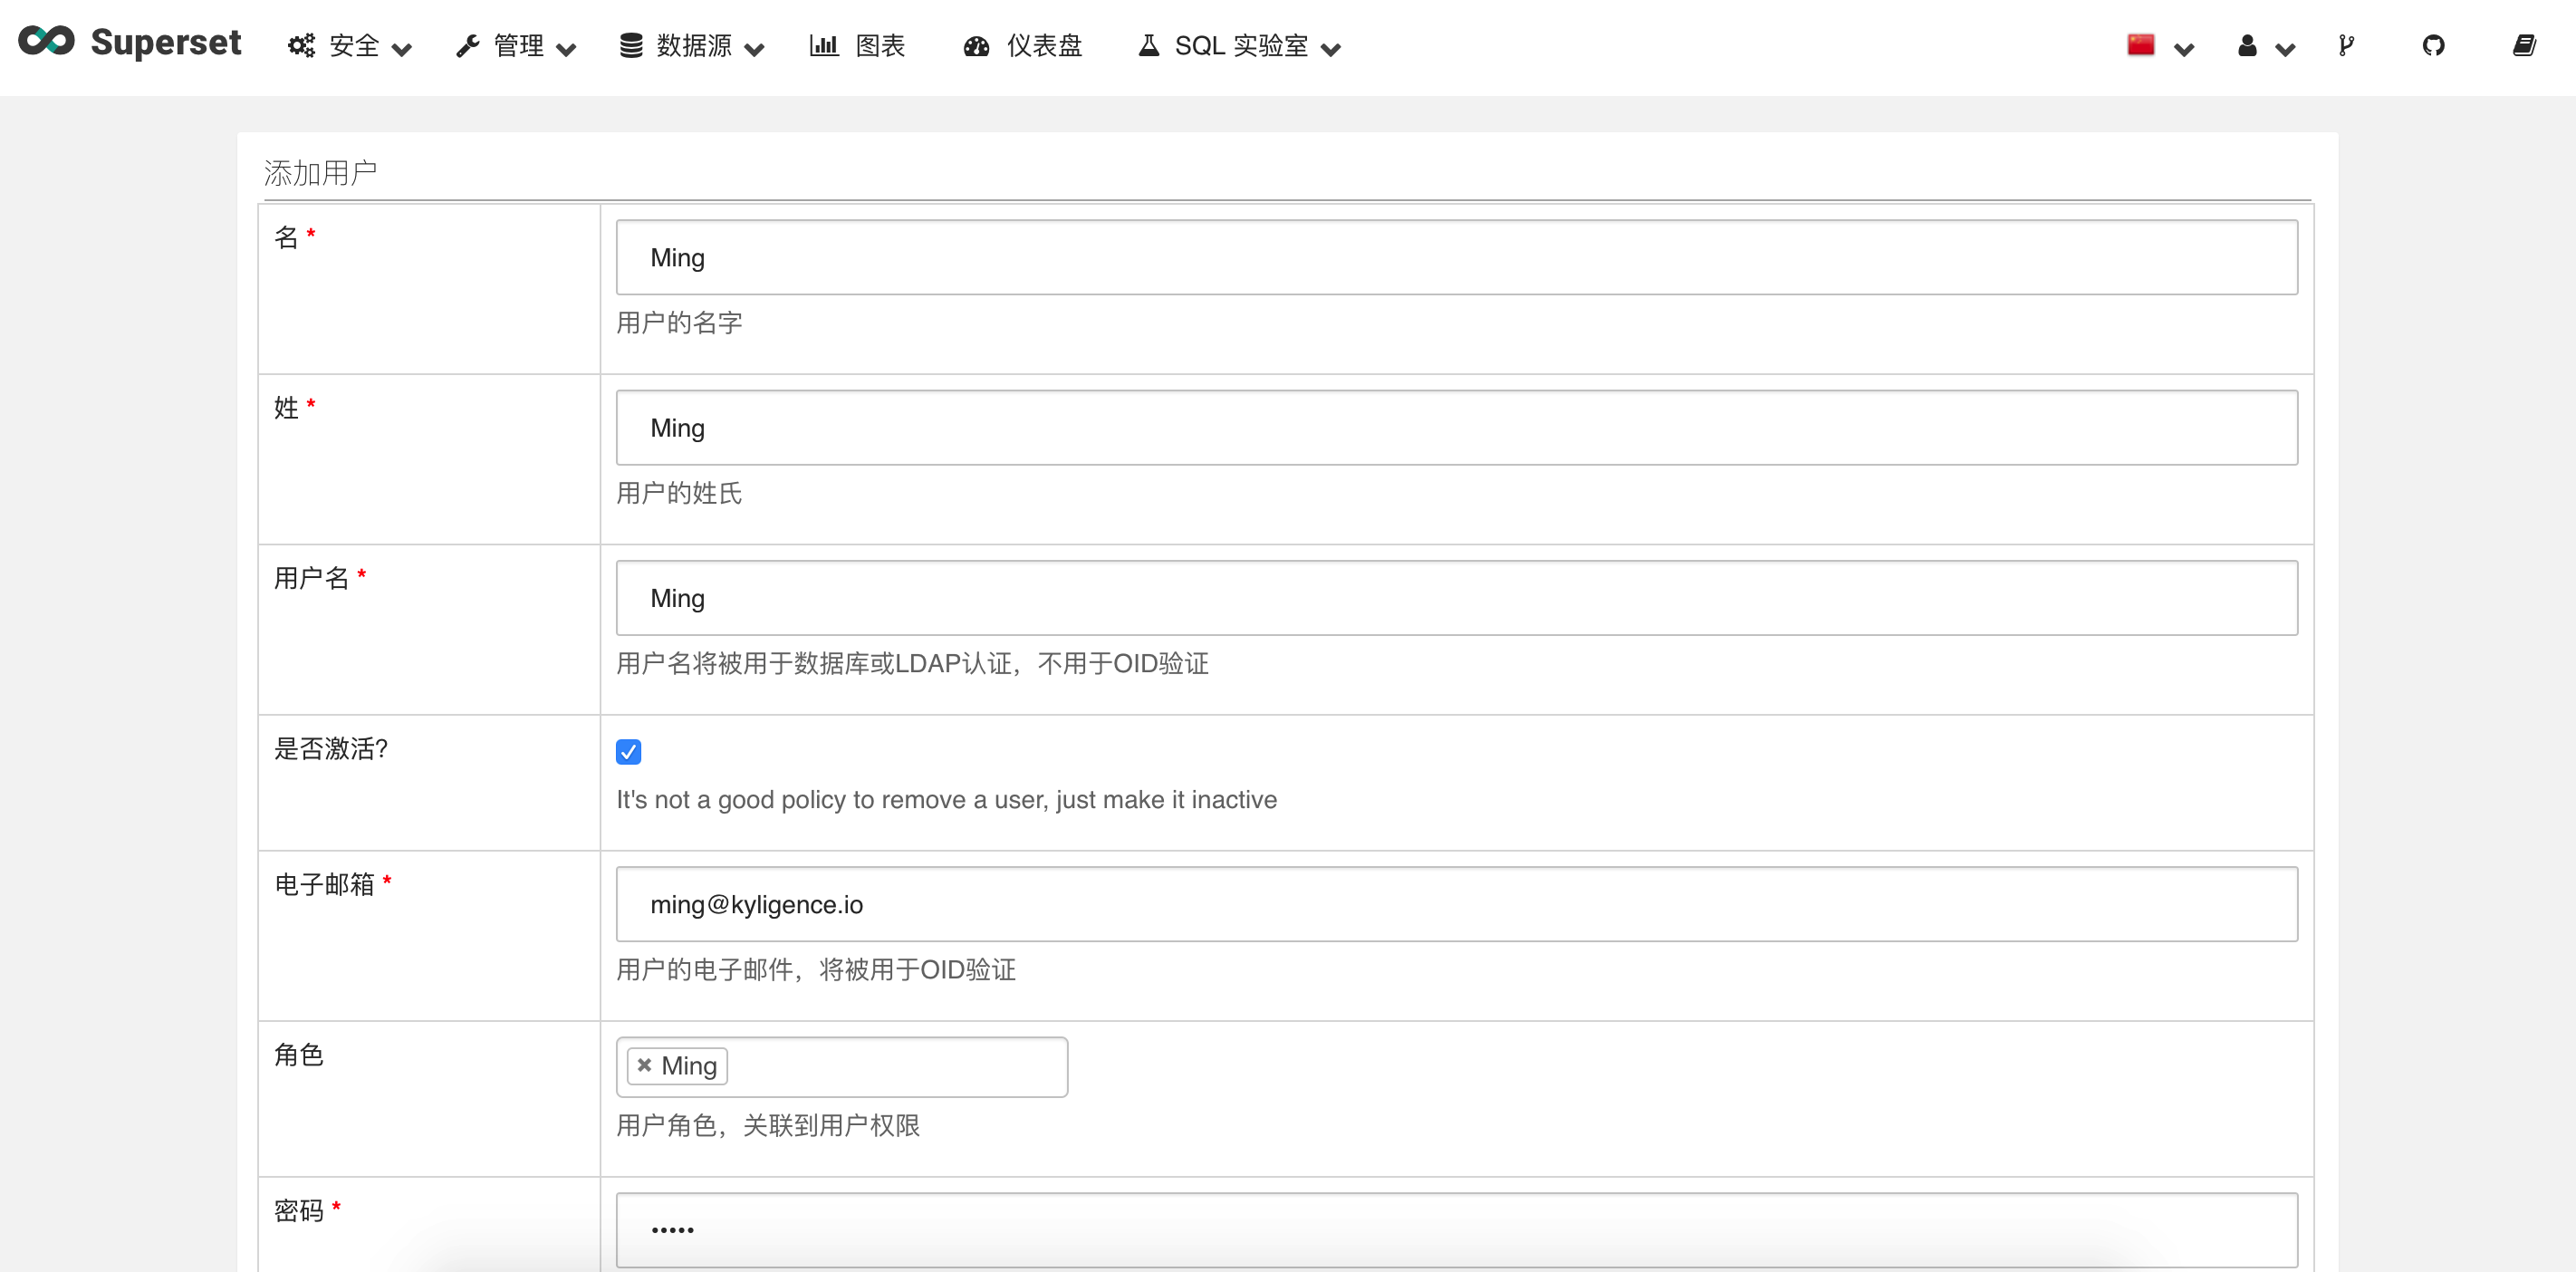 Superset 安全 管理 数据源 图表 仪表盘 SQL 实验室
添加用户
名 *
Ming
用户的名字
姓 *
Ming
用户的姓氏
用户名 *
Ming
用户名将被用于数据库或LDAP认证，不用于OID验证
是否激活?
It's not a good policy to remove a user, just make it inactive
电子邮箱 *
ming@kyligence.io
用户的电子邮件，将被用于OID验证
角色
× Ming
用户角色，关联到用户权限
密码 *
•••••